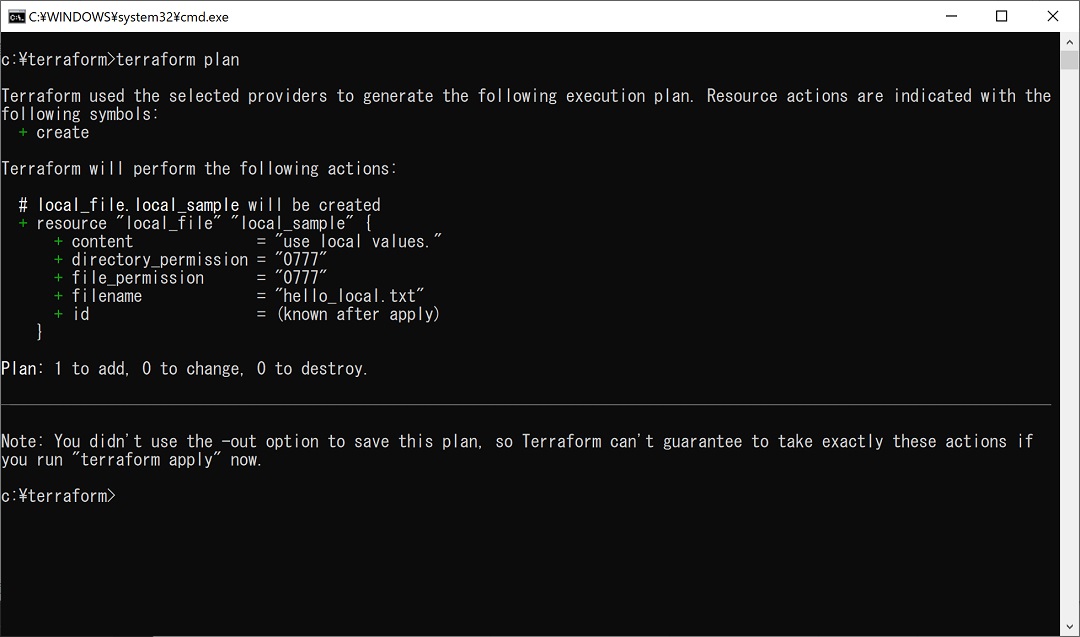 C:¥WINDOWS¥system32¥cmd.exe
c:¥terraform>terraform plan
Terraform used the selected providers to generate the following execution plan. Resource actions are indicated with the
following symbols:
  + create
Terraform will perform the following actions:
  # local_file.local_sample will be created
  + resource "local_file" "local_sample" {
      + content              = "use local values."
      + directory_permission = "0777"
      + file_permission      = "0777"
      + filename             = "hello_local.txt"
      + id                   = (known after apply)
    }
Plan: 1 to add, 0 to change, 0 to destroy.
Note: You didn't use the -out option to save this plan, so Terraform can't guarantee to take exactly these actions if
you run "terraform apply" now.
c:¥terraform>